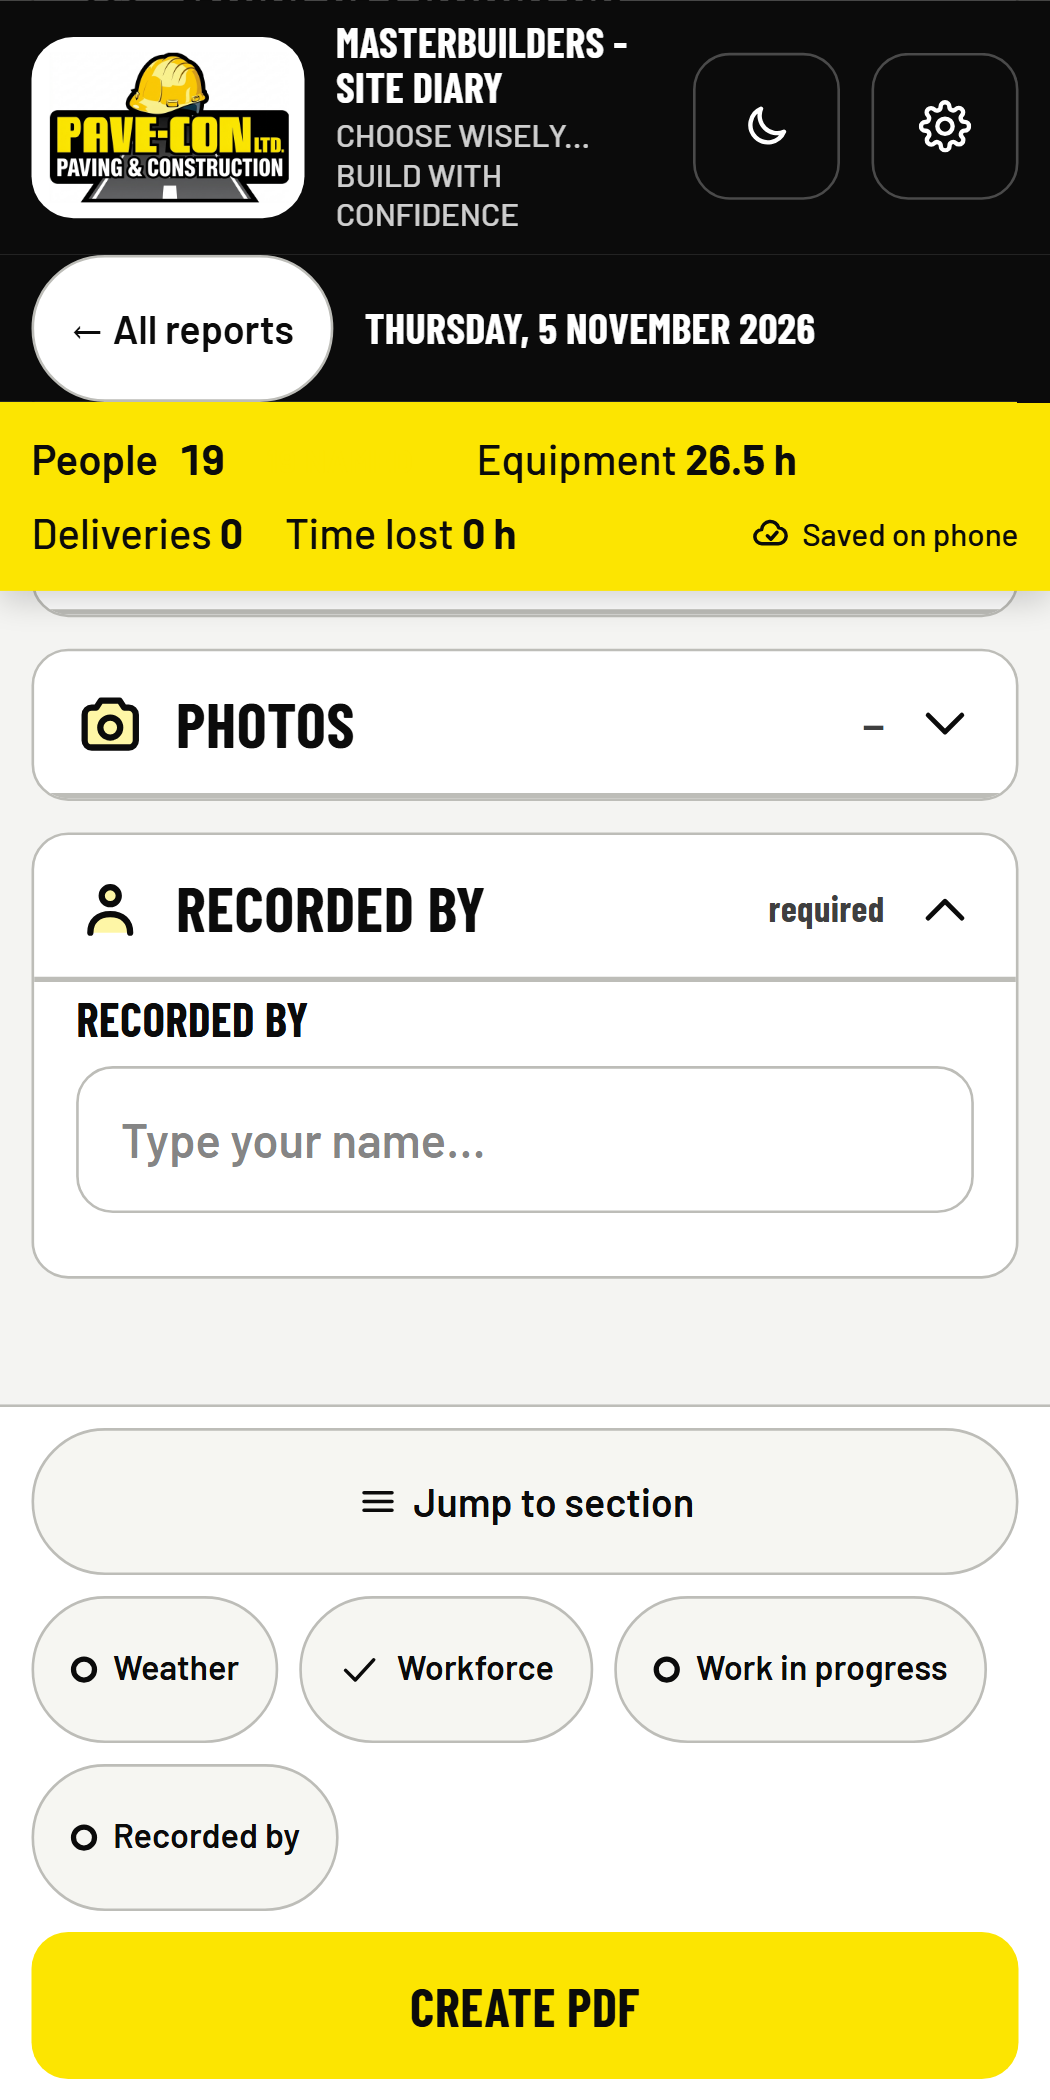 MASTERBUILDERS -
SITE DIARY
CHOOSE WISELY...
BUILD WITH
CONFIDENCE
PAVE-CON LTD.
PAVING & CONSTRUCTION
← All reports
THURSDAY, 5 NOVEMBER 2026
People 19
Equipment 26.5 h
Deliveries 0
Time lost 0 h
Saved on phone
PHOTOS
–
RECORDED BY
required
RECORDED BY
Type your name...
Jump to section
Weather
Workforce
Work in progress
Recorded by
CREATE PDF